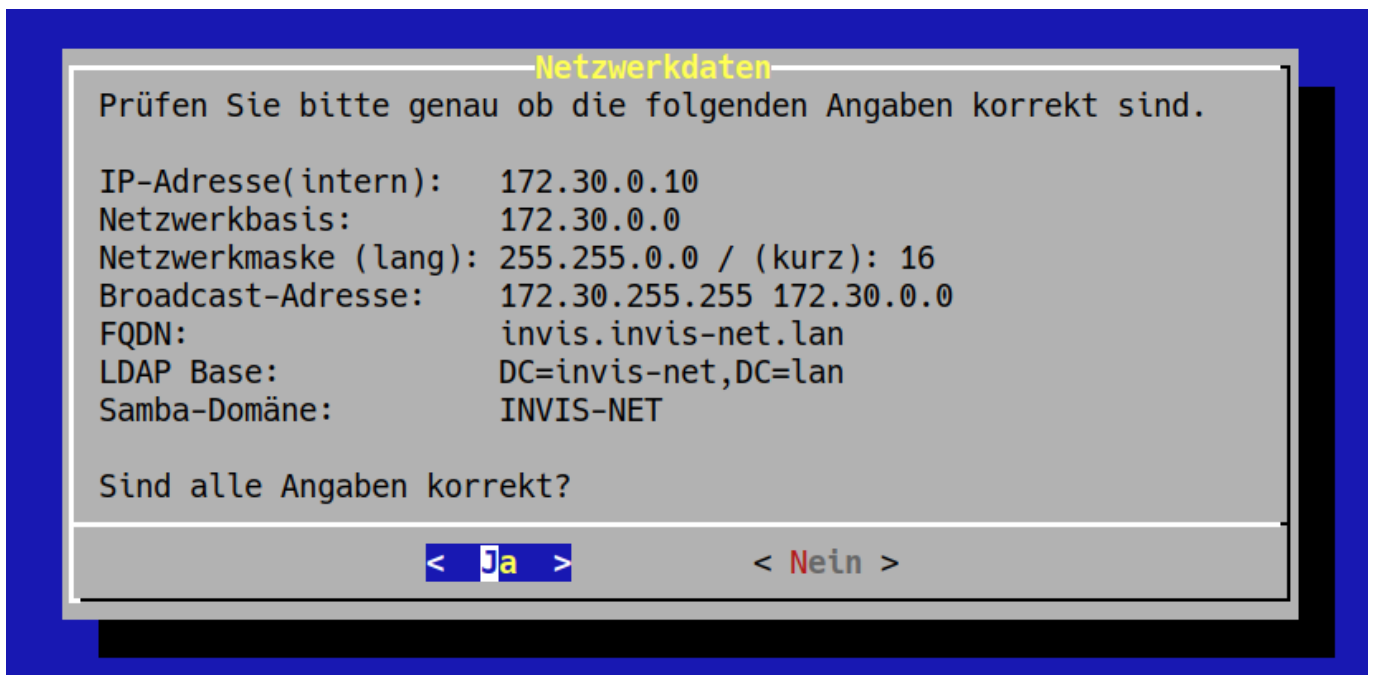 Netzwerkdaten
Prüfen Sie bitte genau ob die folgenden Angaben korrekt sind.
IP-Adresse(intern): 172.30.0.10
Netzwerkbasis: 172.30.0.0
Netzwerkmaske (lang): 255.255.0.0 / (kurz): 16
Broadcast-Adresse: 172.30.255.255 172.30.0.0
FQDN: invis.invis-net.lan
LDAP Base: DC=invis-net,DC=lan
Samba-Domäne: INVIS-NET
Sind alle Angaben korrekt?
< Ja > < Nein >